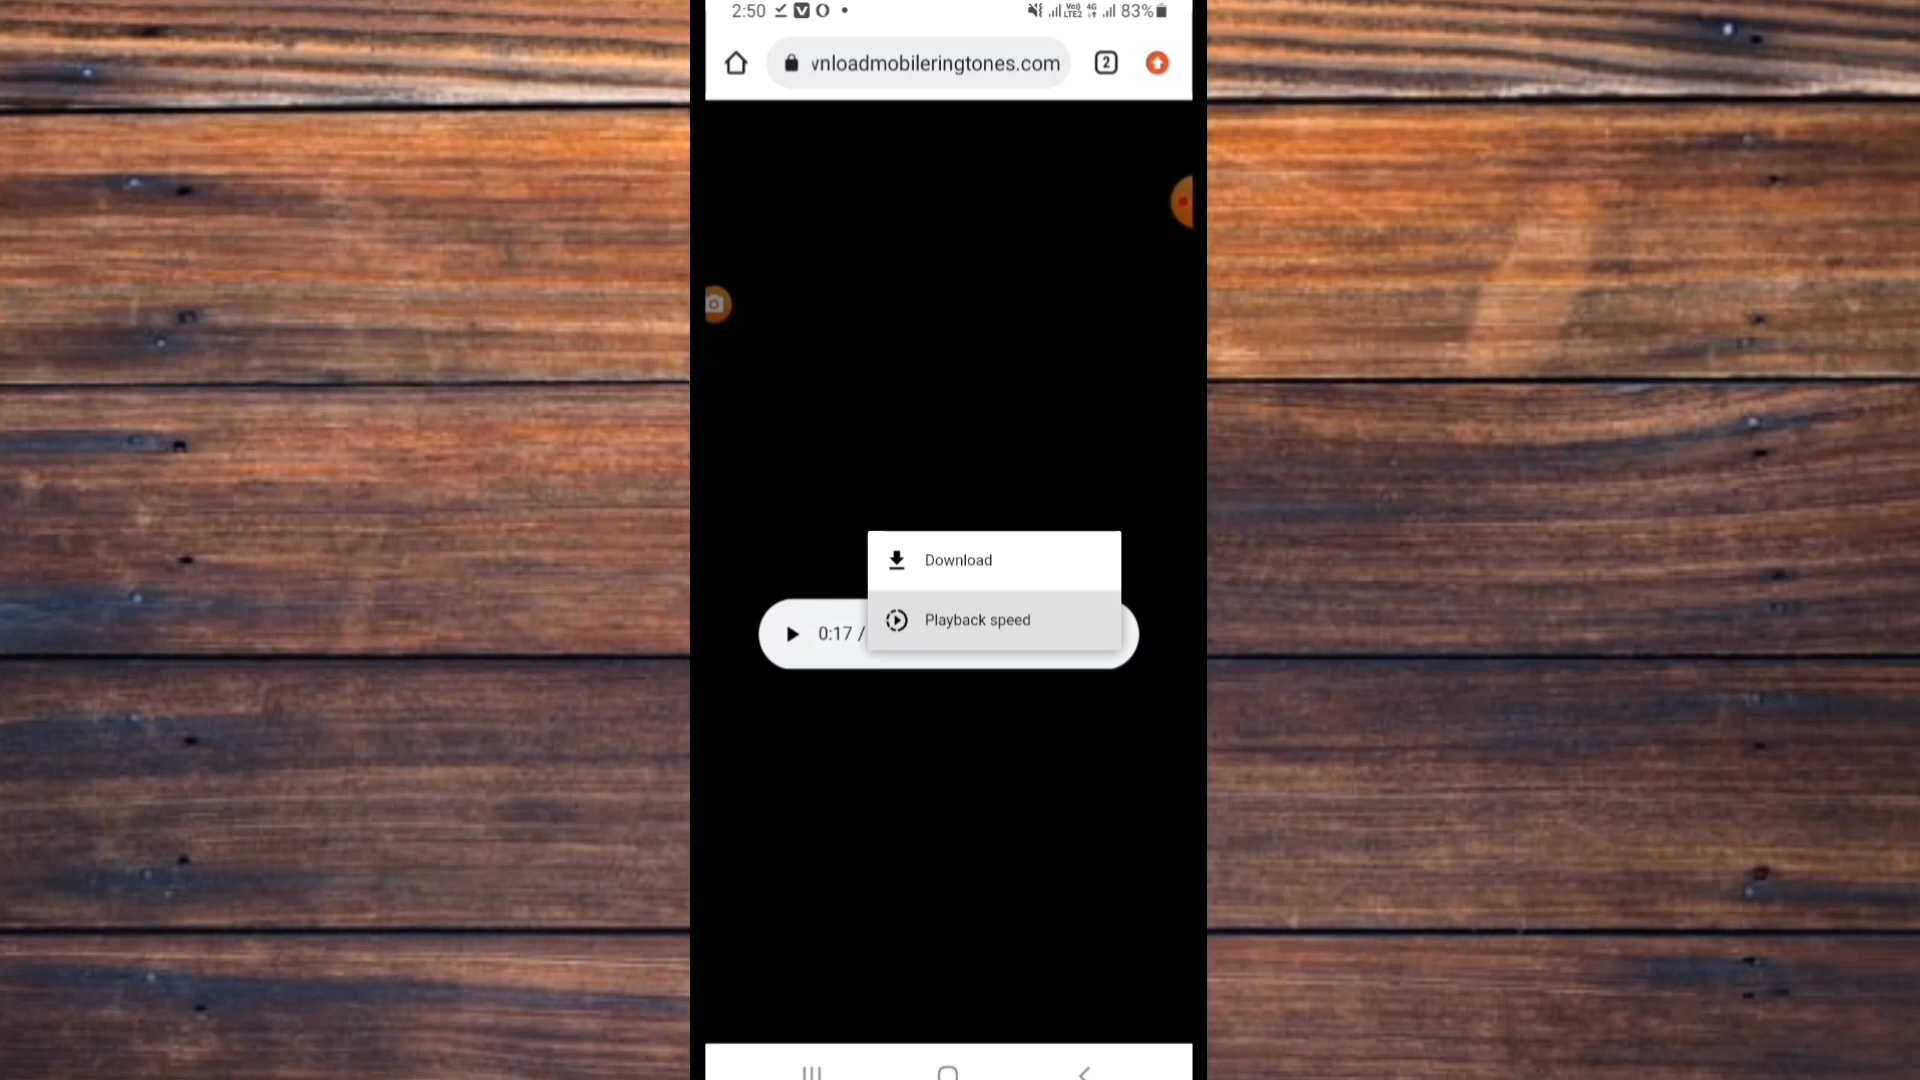 2:50 83%
vnloadmobileringtones.com 2
Download
0:17 /
Playback speed